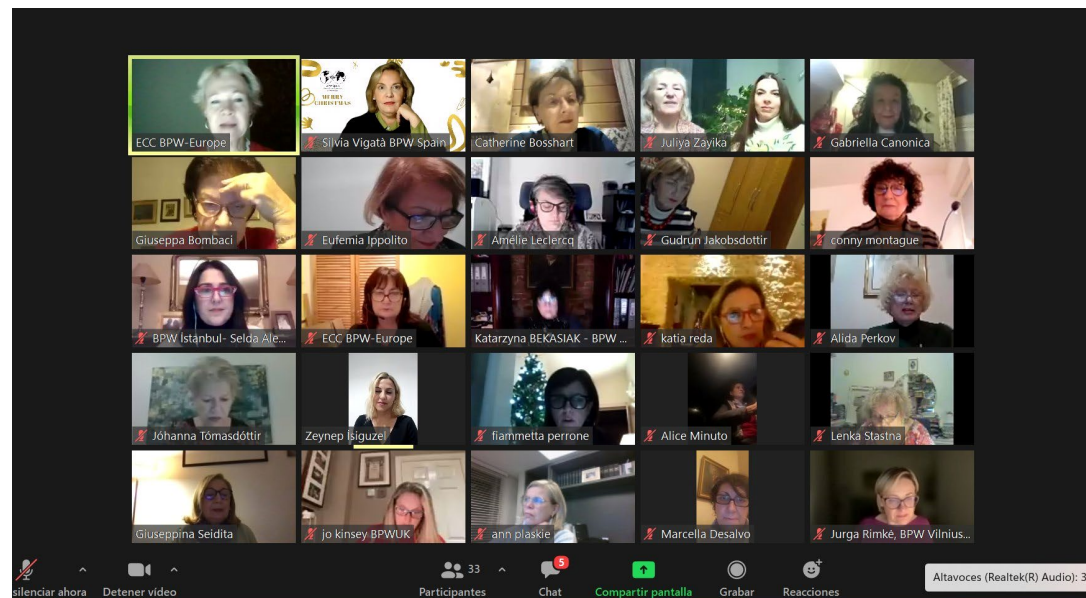 MERRY
CHRISTMAS
ECC BPW-Europe
Silvia Vigatà BPW Spain
Catherine Bosshart
Juliya Zayika
Gabriella Canonica
Giuseppa Bombaci
Eufemia Ippolito
Amélie Leclercq
Gudrun Jakobsdottir
conny montague
BPW İstanbul- Selda Ale...
ECC BPW-Europe
Katarzyna BEKASIAK - BPW ...
katia reda
Alida Perkov
Jóhanna Tómasdóttir
Zeynep İşiguzel
fiammetta perrone
Alice Minuto
Lenka Stastna
Giuseppina Seidita
jo kinsey BPWUK
ann plaskie
Marcella Desalvo
Jurga Rimkė, BPW Vilnius...
33
5
silenciar ahora
Detener vídeo
Participantes
Chat
Compartir pantalla
Grabar
Reacciones
Altavoces (Realtek(R) Audio): 3